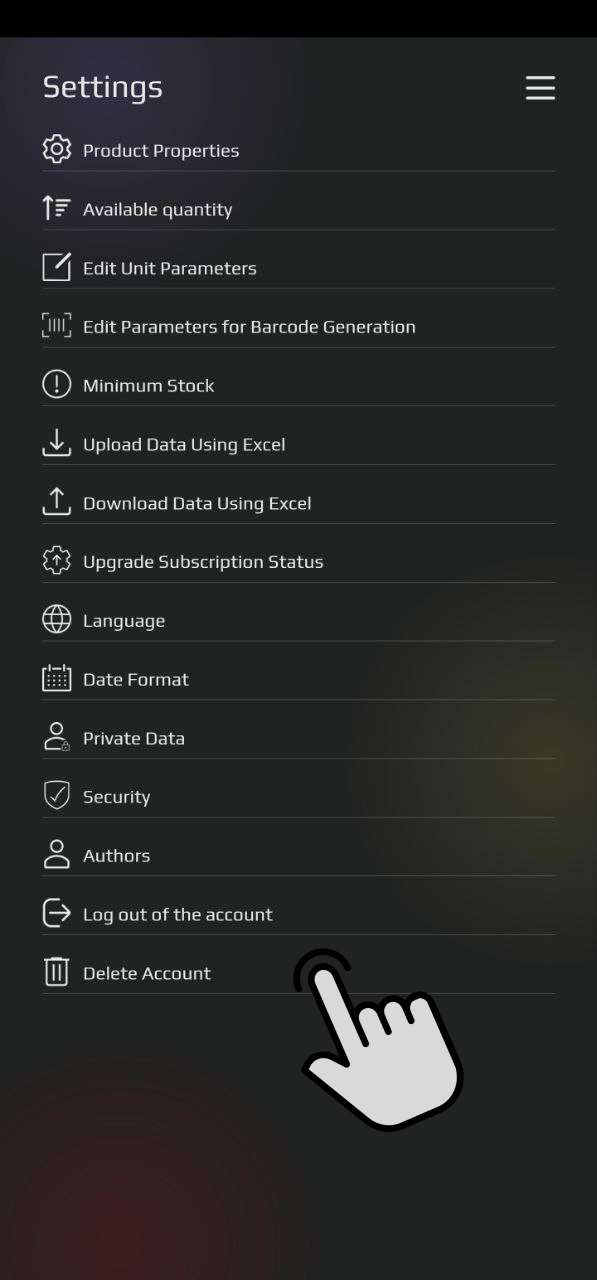 Settings
Product Properties
Available quantity
Edit Unit Parameters
Edit Parameters for Barcode Generation
Minimum Stock
Upload Data Using Excel
Download Data Using Excel
Upgrade Subscription Status
Language
Date Format
Private Data
Security
Authors
Log out of the account
Delete Account